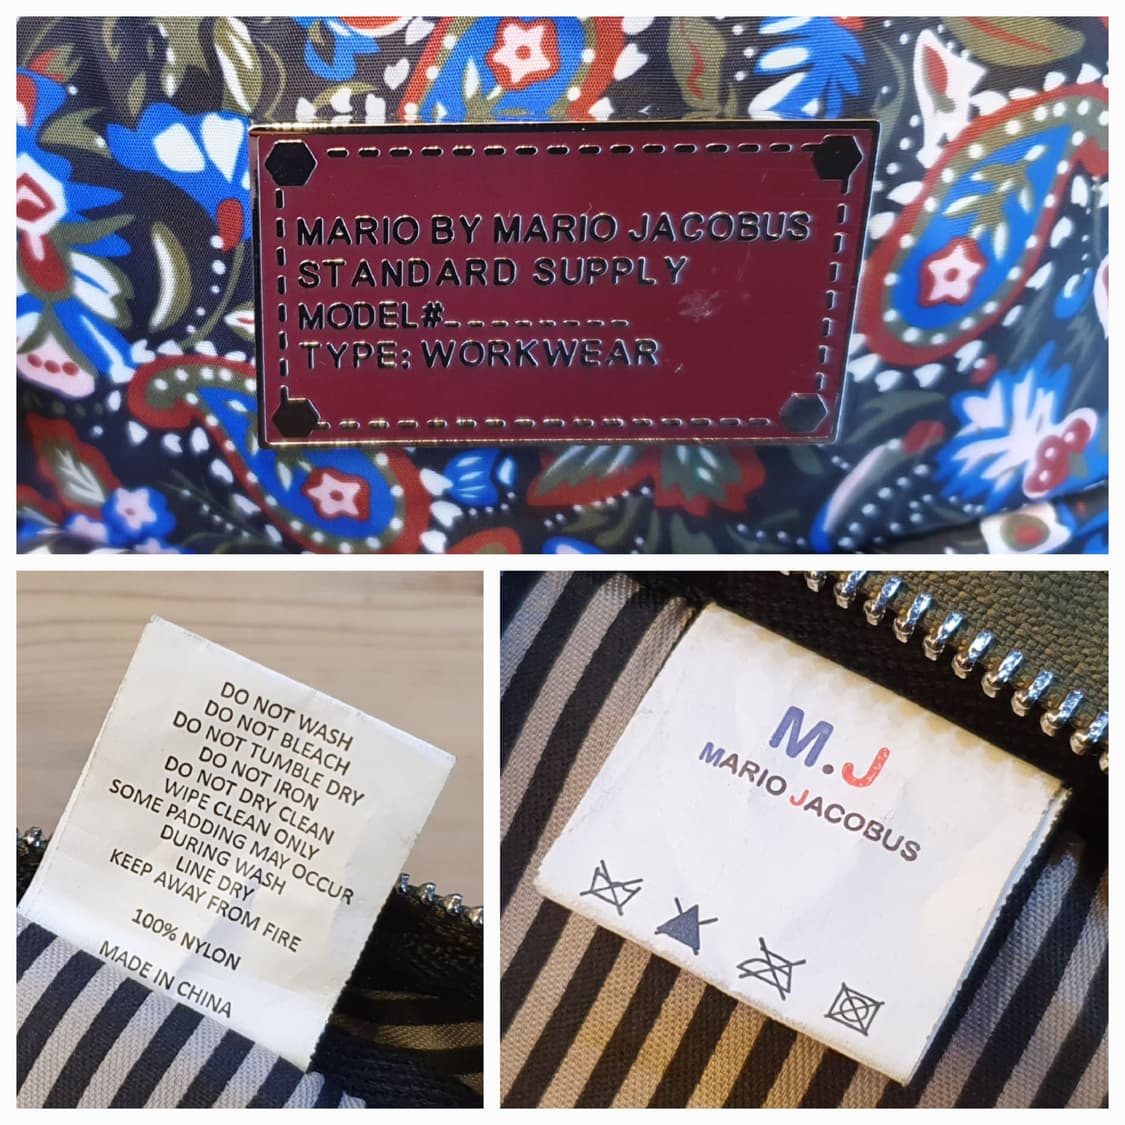 MARIO BY MARIO JACOBUS
STANDARD SUPPLY
MODEL#_ _ _ _ _ _ _ _
TYPE: WORKWEAR
DO NOT WASH
DO NOT BLEACH
DO NOT TUMBLE DRY
DO NOT IRON
DO NOT DRY CLEAN
WIPE CLEAN ONLY
SOME PADDING MAY OCCUR
DURING WASH
LINE DRY
KEEP AWAY FROM FIRE
100% NYLON
MADE IN CHINA
M.J
MARIO JACOBUS